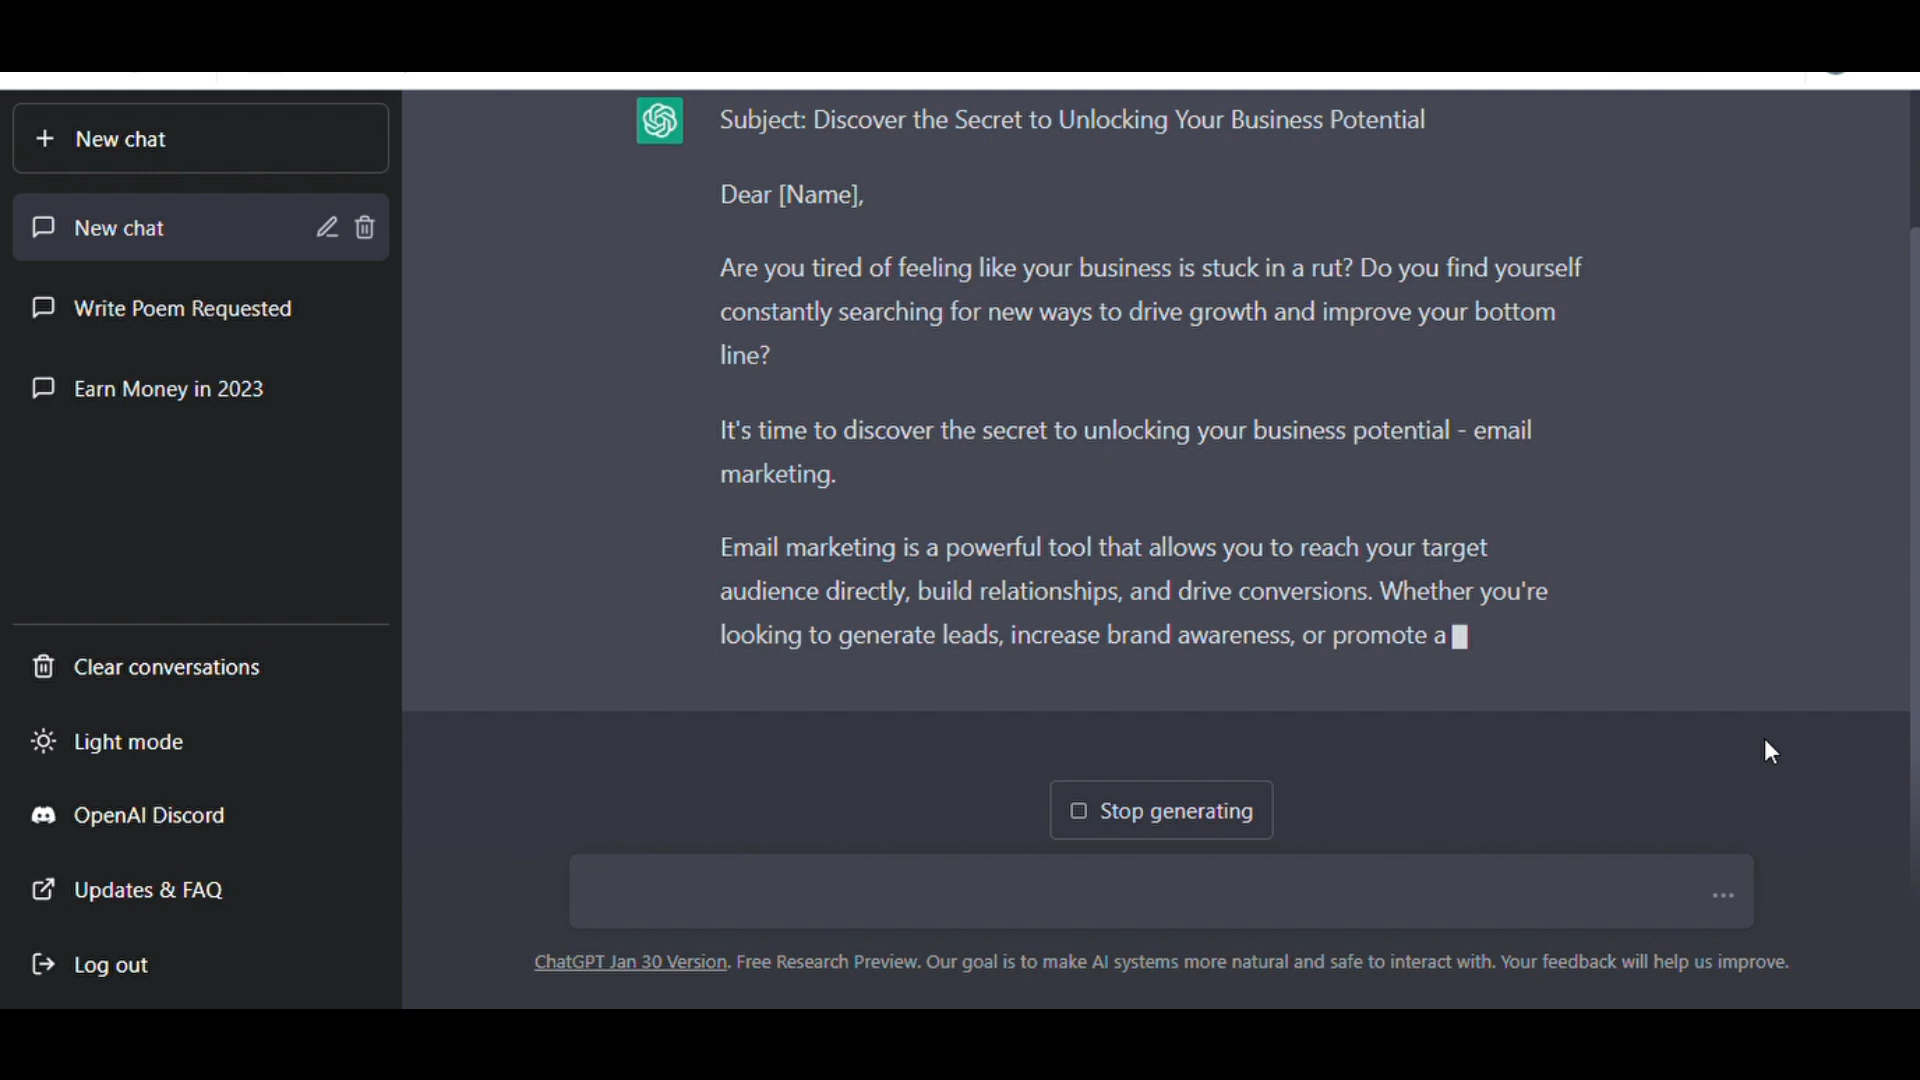 New chat
New chat
Write Poem Requested
Earn Money in 2023
Clear conversations
Light mode
OpenAI Discord
Updates & FAQ
Log out
Subject: Discover the Secret to Unlocking Your Business Potential
Dear [Name],
Are you tired of feeling like your business is stuck in a rut? Do you find yourself
constantly searching for new ways to drive growth and improve your bottom
line?
It's time to discover the secret to unlocking your business potential - email
marketing.
Email marketing is a powerful tool that allows you to reach your target
audience directly, build relationships, and drive conversions. Whether you're
looking to generate leads, increase brand awareness, or promote a
Stop generating
ChatGPT Jan 30 Version. Free Research Preview. Our goal is to make AI systems more natural and safe to interact with. Your feedback will help us improve.